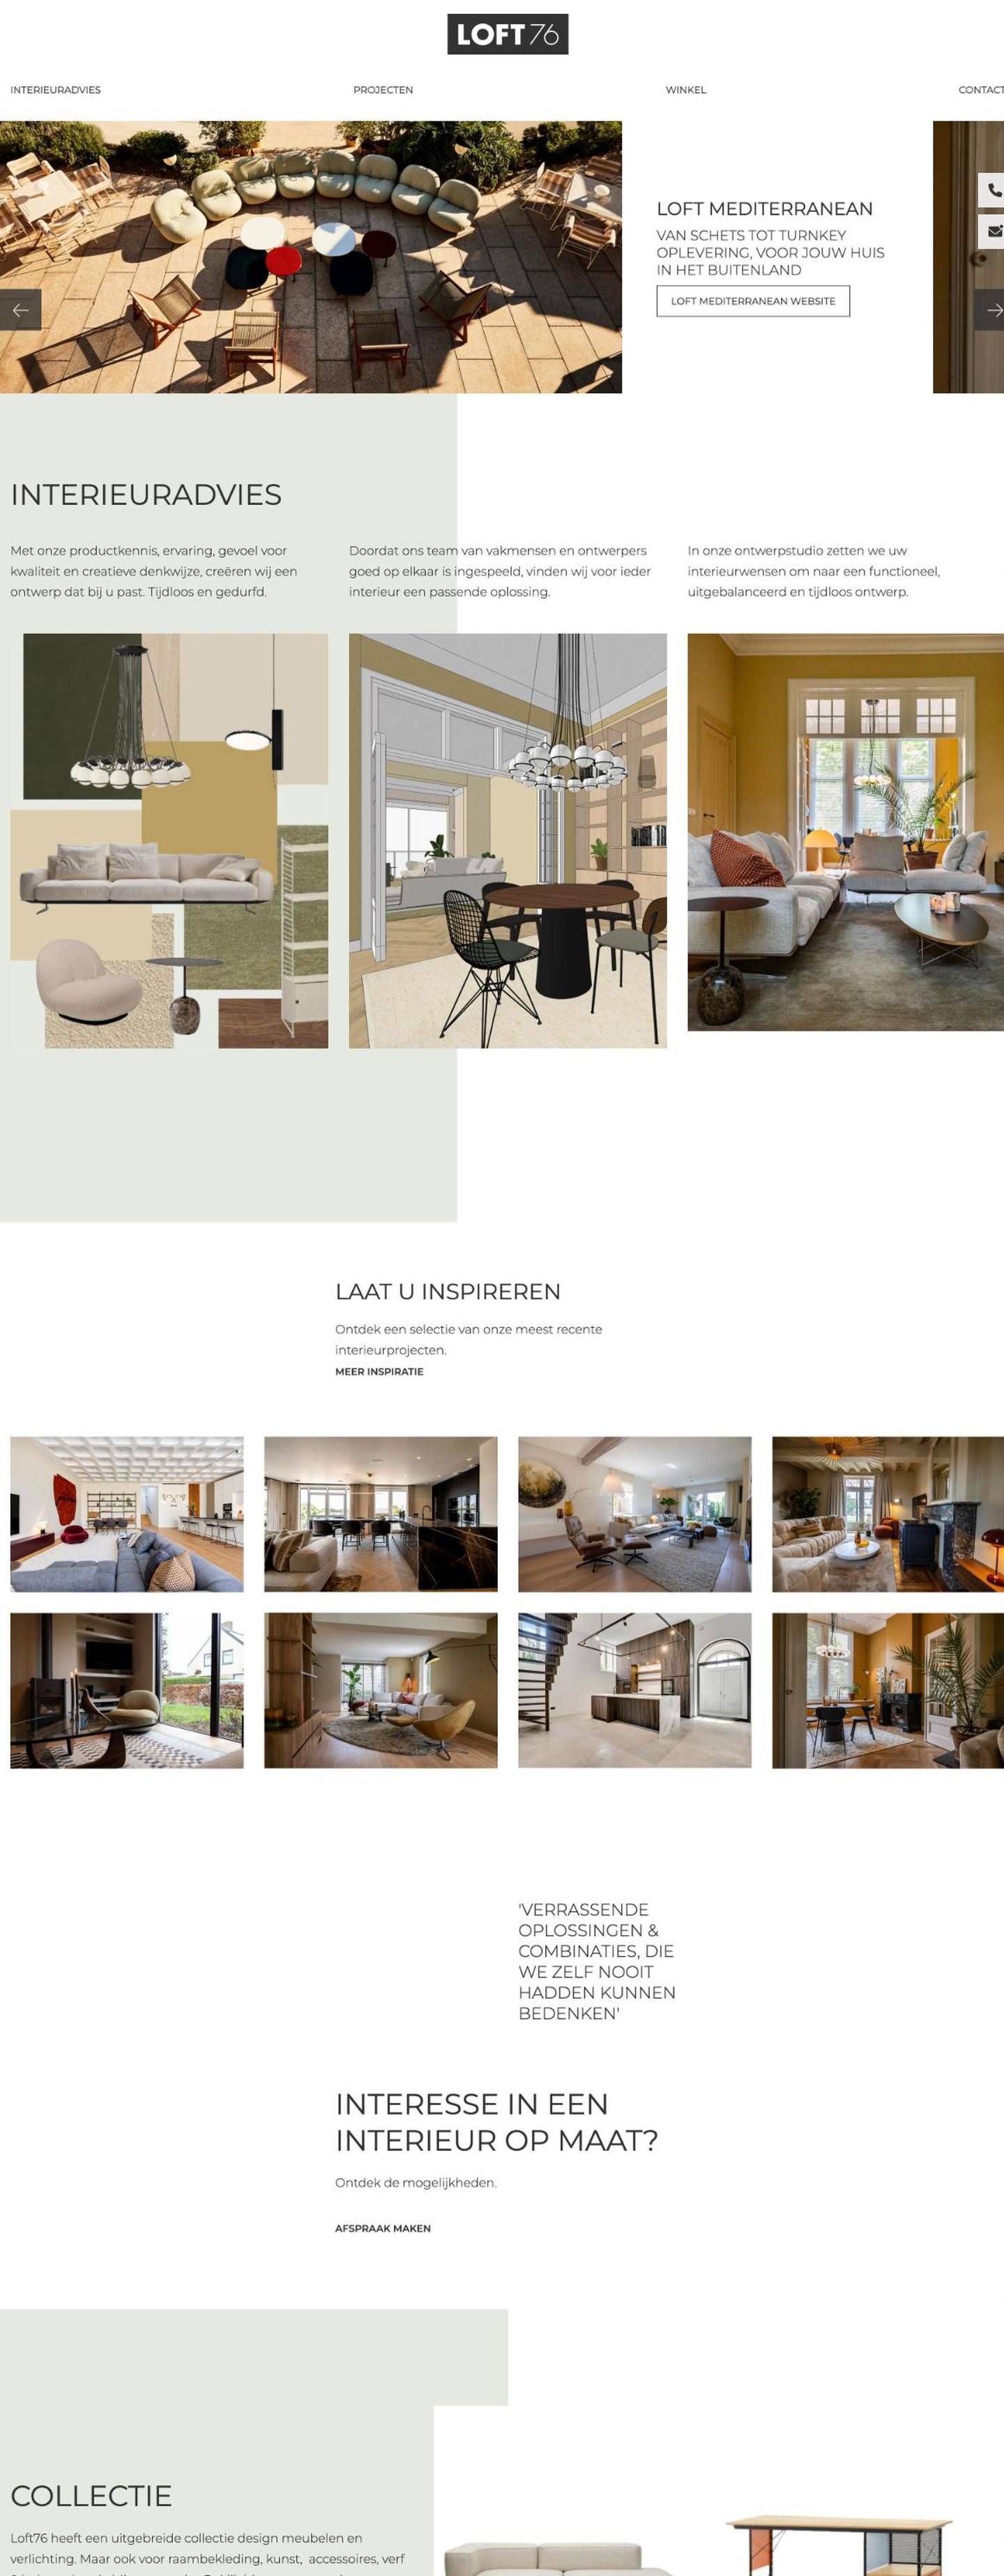 LOFT 76
INTERIEURADVIES
PROJECTEN
WINKEL
CONTACT
LOFT MEDITERRANEAN
VAN SCHETS TOT TURNKEY
OPLEVERING, VOOR JOUW HUIS
IN HET BUITENLAND
LOFT MEDITERRANEAN WEBSITE
INTERIEURADVIES
Met onze productkennis, ervaring, gevoel voor
kwaliteit en creatieve denkwijze, creëren wij een
ontwerp dat bij u past. Tijdloos en gedurfd.
Doordat ons team van vakmensen en ontwerpers
goed op elkaar is ingespeeld, vinden wij voor ieder
interieur een passende oplossing.
In onze ontwerpstudio zetten we uw
interieurwensen om naar een functioneel,
uitgebalanceerd en tijdloos ontwerp.
LAAT U INSPIREREN
Ontdek een selectie van onze meest recente
interieurprojecten.
MEER INSPIRATIE
'VERRASSENDE
OPLOSSINGEN &
COMBINATIES, DIE
WE ZELF NOOIT
HADDEN KUNNEN
BEDENKEN'
INTERESSE IN EEN
INTERIEUR OP MAAT?
Ontdek de mogelijkheden.
AFSPRAAK MAKEN
COLLECTIE
Loft76 heeft een uitgebreide collectie design meubelen en
verlichting. Maar ook voor raambekleding, kunst, accessoires, verf